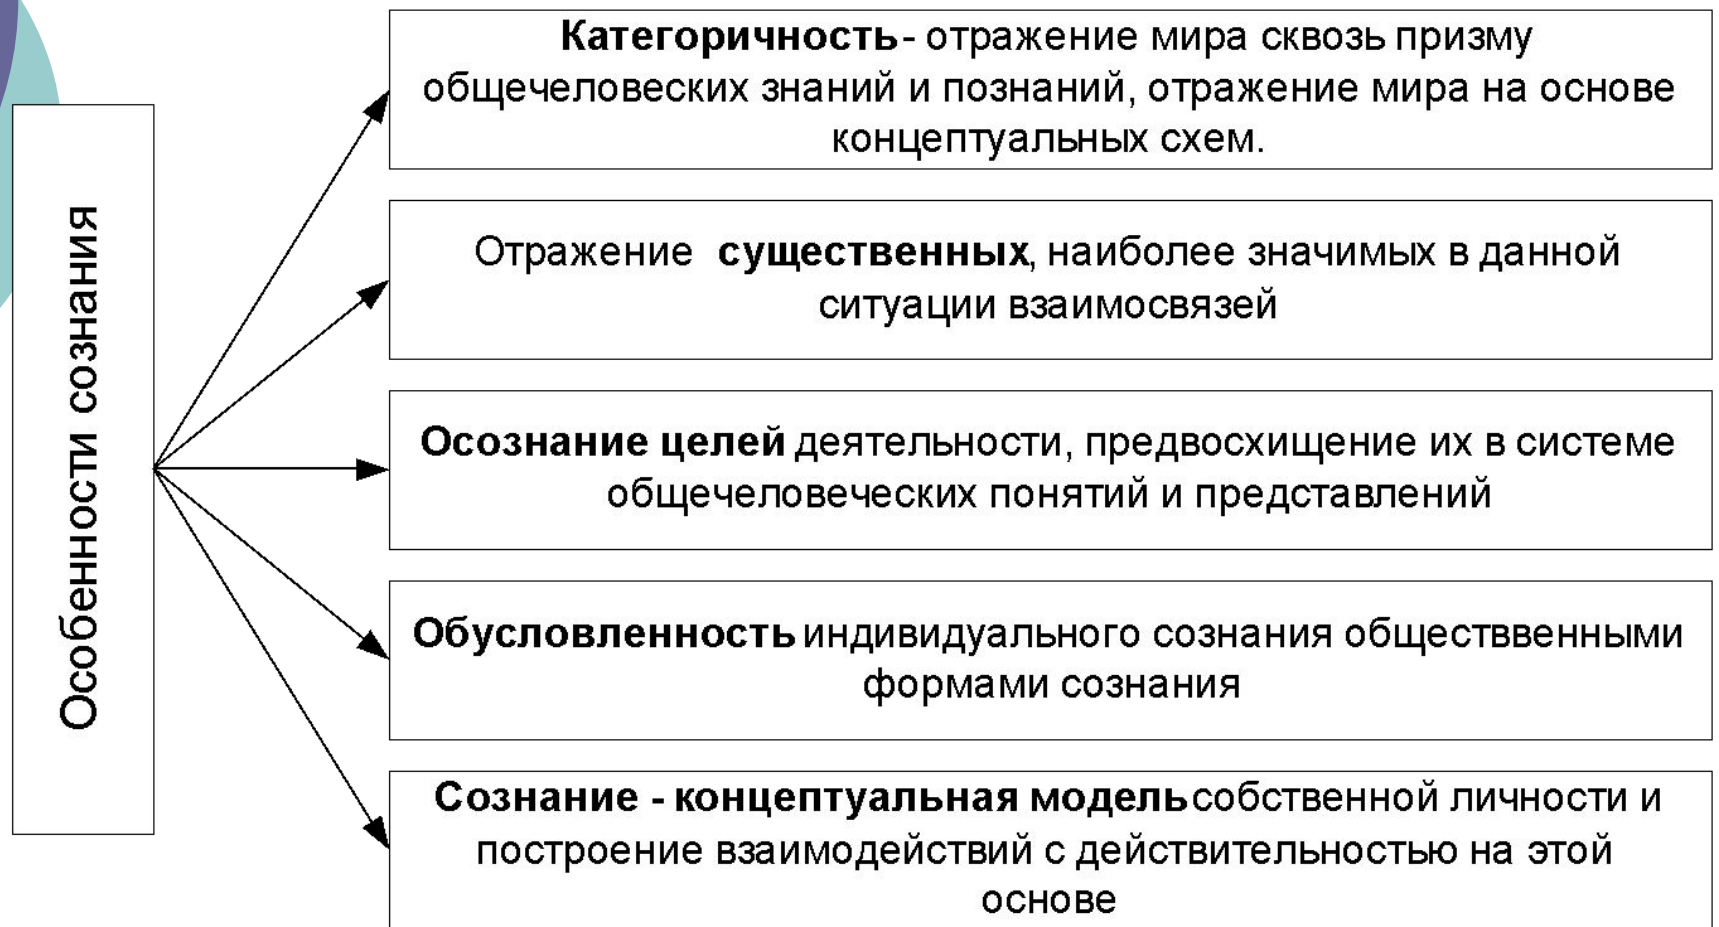 Особенности сознания
Категоричность- отражение мира сквозь призму
общечеловеских знаний и познаний, отражение мира на основе
концептуальных схем.
Отражение существенных, наиболее значимых в данной
ситуации взаимосвязей
Осознание целей деятельности, предвосхищение их в системе
общечеловеческих понятий и представлений
Обусловленность индивидуального сознания обществвенными
формами сознания
Сознание - концептуальная модель собственной личности и
построение взаимодействий с действительностью на этой
основе